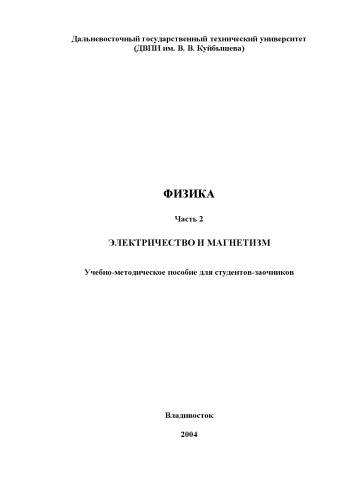 Дальневосточный государственный технический университет
(ДВПИ им. В. В. Куйбышева)
ФИЗИКА
Часть 2
ЭЛЕКТРИЧЕСТВО И МАГНЕТИЗМ
Учебно-методическое пособие для студентов-заочников
Владивосток
2004